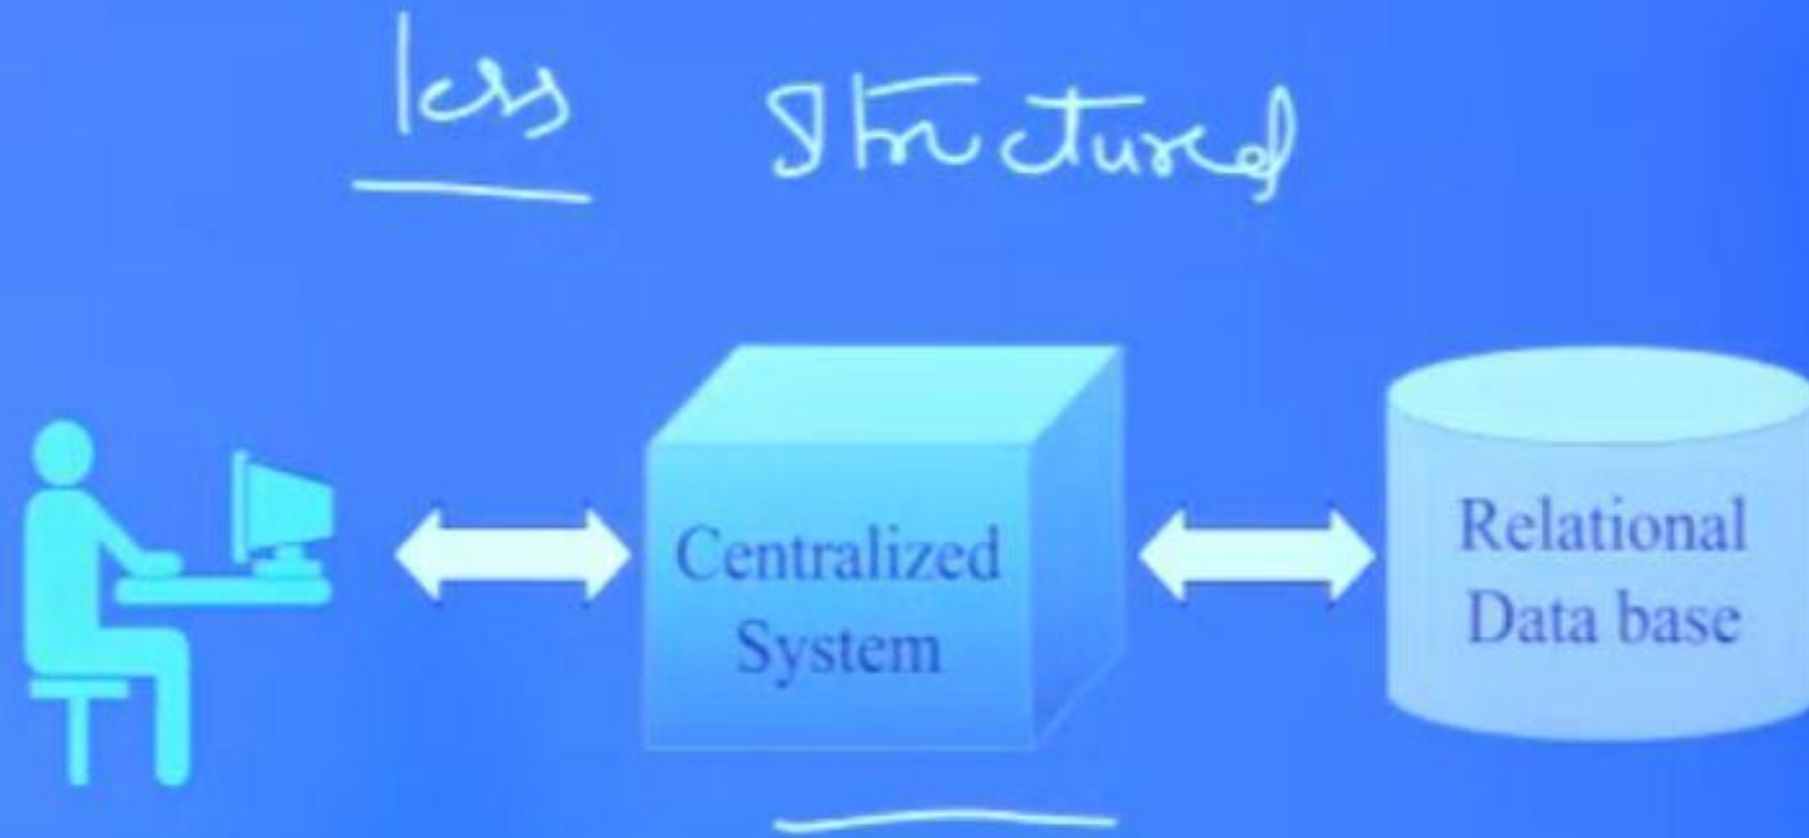 less structured
Centralized
System
Relational
Data base